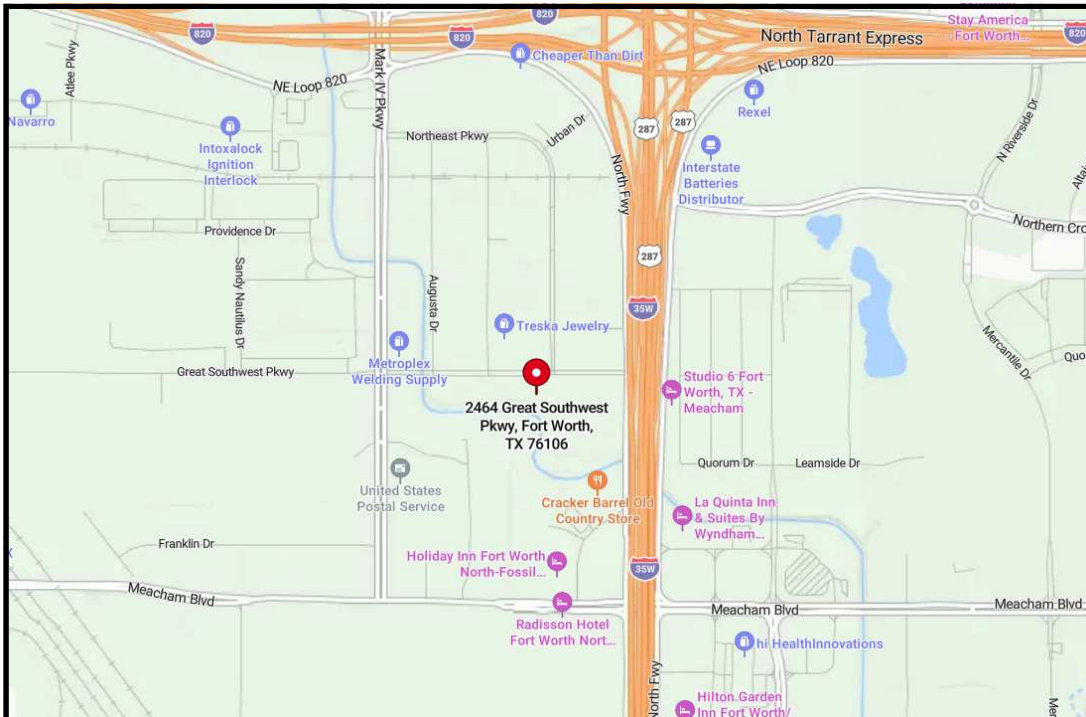 820
820
820
820
North Tarrant Express
Stay America
- Fort Worth...
NE Loop 820
NE Loop 820
Atlee Pkwy
Mark IV Pkwy
Cheaper Than Dirt
Rexel
Navarro
Intoxalock
Ignition
Interlock
Northeast Pkwy
Urban Dr
287
287
North Fwy
Interstate
Batteries
Distributor
N Riverside Dr
Northern Cro
Providence Dr
Sandy Nautilus Dr
Augusta Dr
287
35W
Treska Jewelry
Metroplex
Welding Supply
Great Southwest Pkwy
Mercantile Dr
Quo
Studio 6 Fort
Worth, TX -
Meacham
2464 Great Southwest
Pkwy, Fort Worth,
TX 76106
Quorum Dr
Leamside Dr
United States
Postal Service
Cracker Barrel Old
Country Store
La Quinta Inn
& Suites By
Wyndham...
Franklin Dr
Holiday Inn Fort Worth
North-Fossil...
35W
Meacham Blvd
Meacham Blvd
Meacham Blvd
Radisson Hotel
Fort Worth Nort...
hi HealthInnovations
North Fwy
Hilton Garden
Inn Fort Worth/